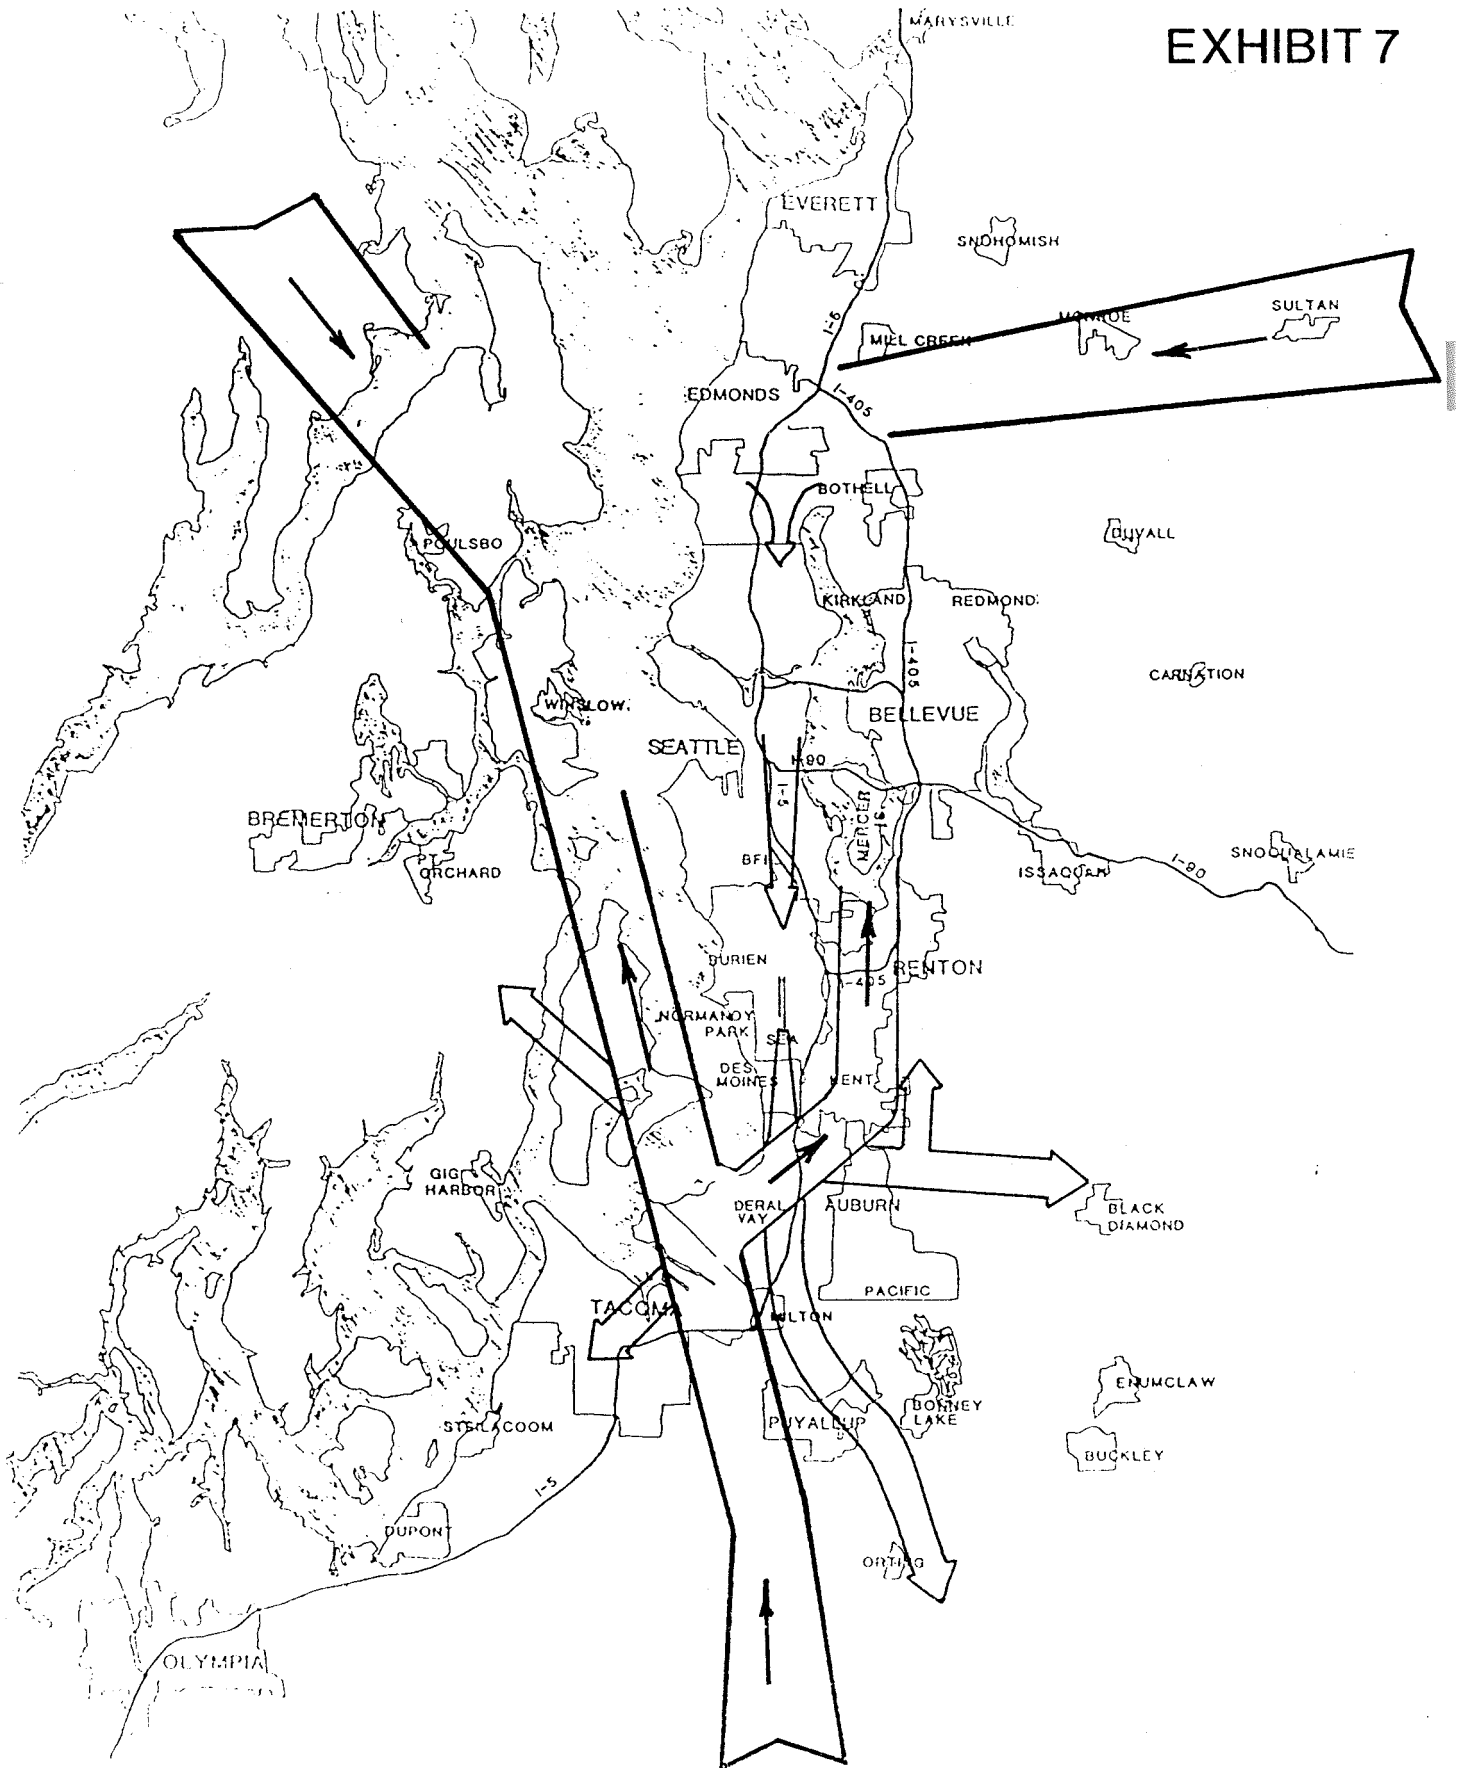 EXHIBIT 7
MARYSVILLE
EVERETT
SNOHOMISH
I-5
SULTAN
MONROE
MILL CREEK
EDMONDS
I-405
BOTHELL
DUVALL
POULSBO
KIRKLAND
REDMOND
I-405
CARNATION
WINSLOW
BELLEVUE
SEATTLE
I-90
I-5
BREMERTON
MERCER
IS
BFI
PT.
ORCHARD
ISSAQUAH
I-90
SNOQUALAMIE
BURIEN
RENTON
I-405
NORMANDY
PARK
SEA
DES
MOINES
KENT
GIG
HARBOR
DERAL
WAY
AUBURN
BLACK
DIAMOND
PACIFIC
TACOMA
MILTON
ENUMCLAW
BONNEY
LAKE
STEILACOOM
PUYALLUP
BUCKLEY
I-5
DUPONT
ORTING
OLYMPIA